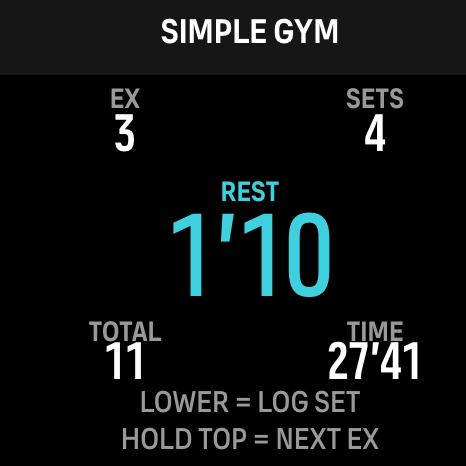 SIMPLE GYM
EX SETS
3 4
REST
1'10
TOTAL TIME
11 27'41
LOWER = LOG SET
HOLD TOP = NEXT EX